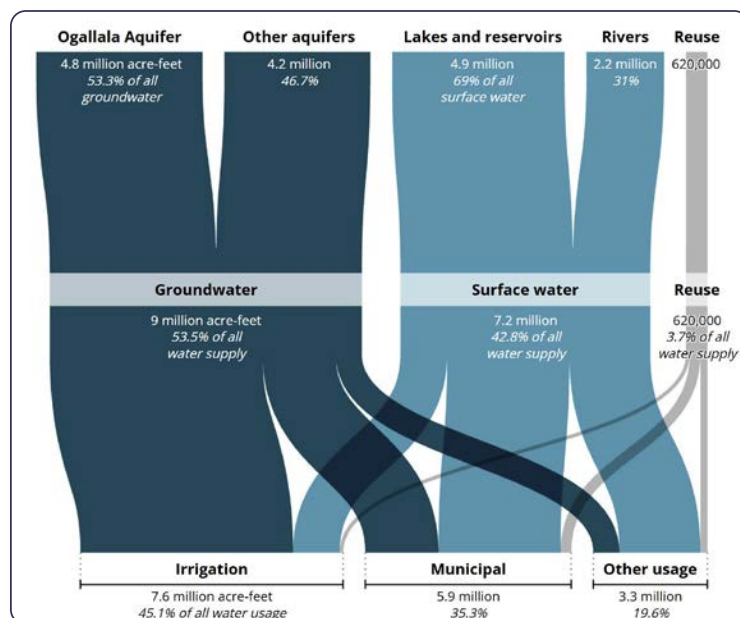 Ogallala Aquifer Other aquifers Lakes and reservoirs Rivers Reuse
4.8 million acre-feet 4.2 million 4.9 million 2.2 million 620,000
53.3% of all 46.7% 69% of all 31%
groundwater surface water
Groundwater Surface water Reuse
9 million acre-feet 7.2 million 620,000
53.5% of all 42.8% of all 3.7% of all
water supply water supply water supply
Irrigation Municipal Other usage
7.6 million acre-feet 5.9 million 3.3 million
45.1% of all water usage 35.3% 19.6%